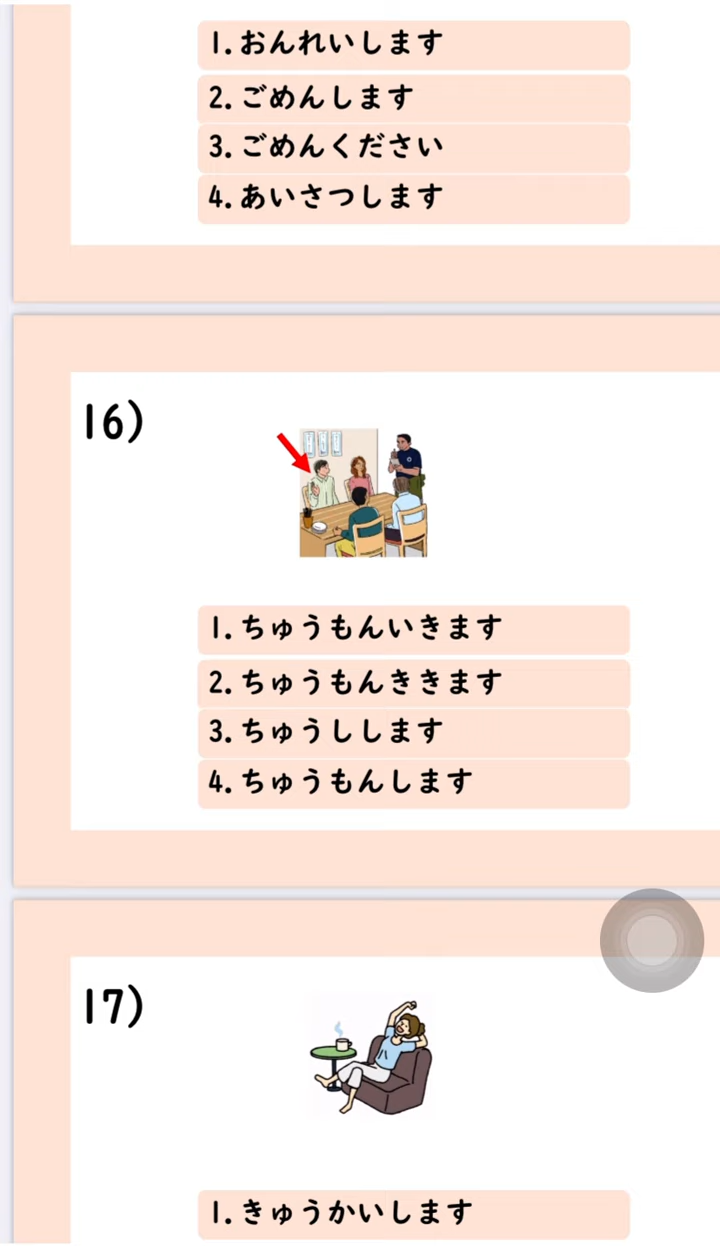 1.おんれいします
2.ごめんします
3.ごめんください
4.あいさつします
16)
1.ちゅうもんいきます
2.ちゅうもんききます
3.ちゅうしします
4.ちゅうもんします
17)
1.きゅうかいします